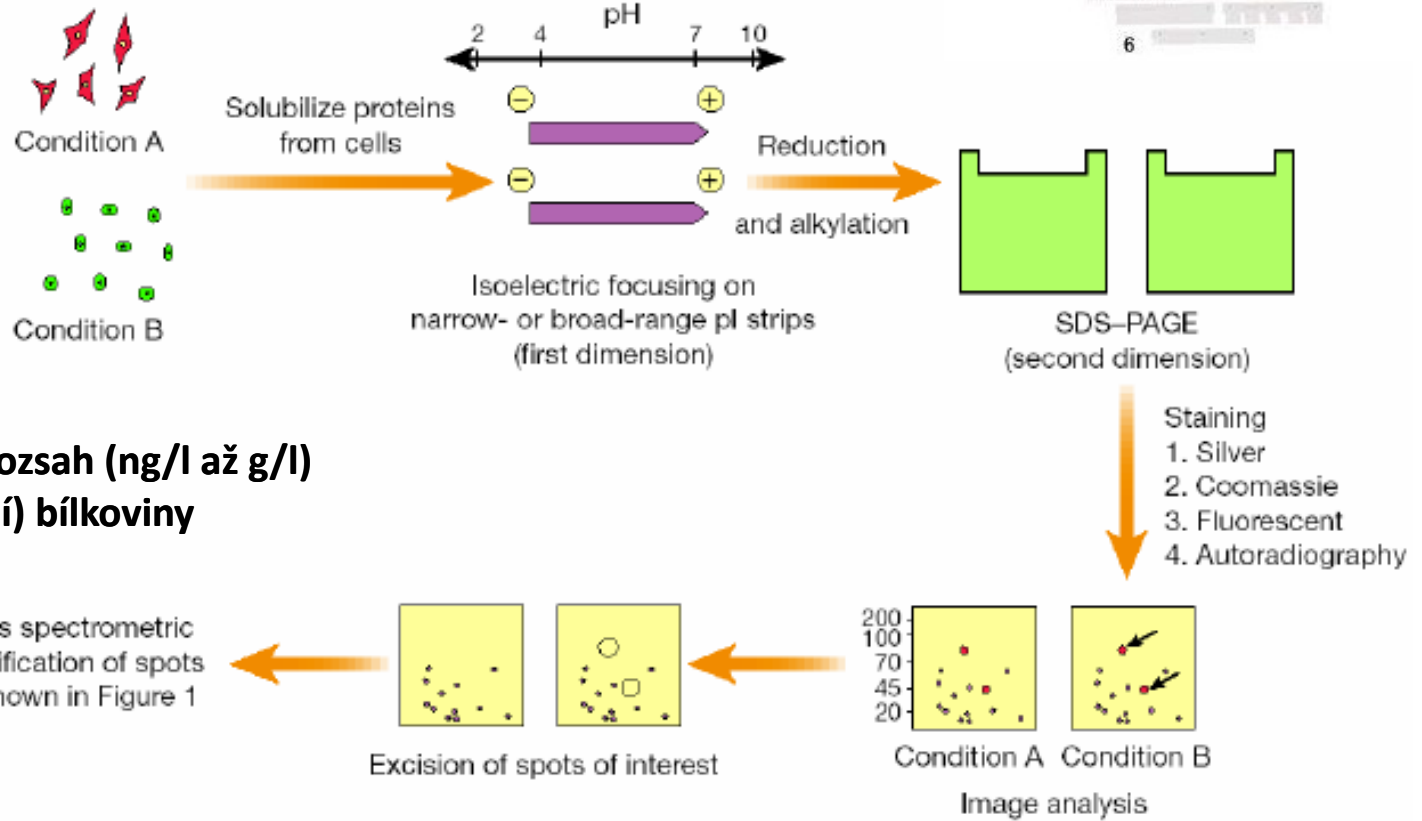 pH
2 4 7 10
6
− +
− +
Condition A
Condition B
Solubilize proteins
from cells
Reduction
and alkylation
Isoelectric focusing on
narrow- or broad-range pI strips
(first dimension)
SDS–PAGE
(second dimension)
Staining
1. Silver
2. Coomassie
3. Fluorescent
4. Autoradiography
ozsah (ng/l až g/l)
í) bílkoviny
s spectrometric
ification of spots
hown in Figure 1
Excision of spots of interest
200
100
70
45
20
Condition A Condition B
Image analysis